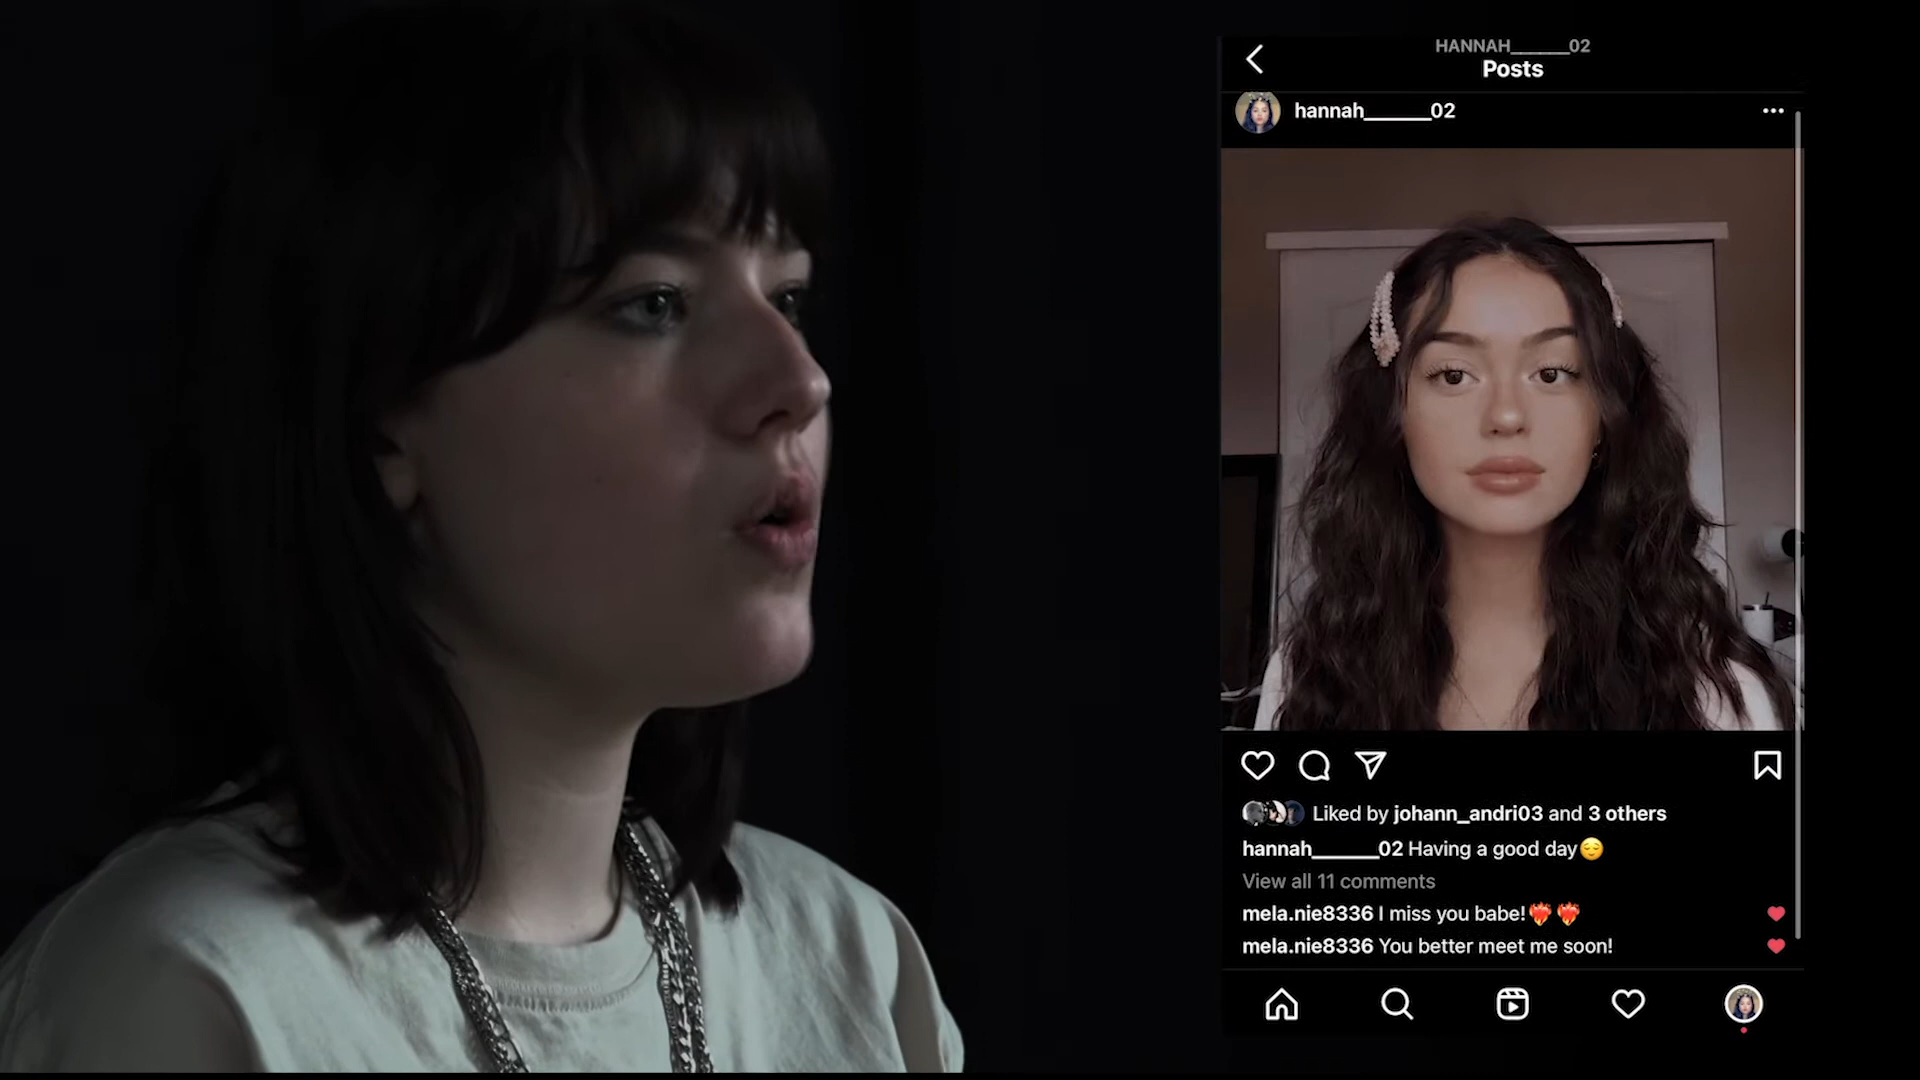 HANNAH______02
Posts
hannah______02
Liked by johann_andri03 and 3 others
hannah______02 Having a good day😌
View all 11 comments
mela.nie8336 I miss you babe!❤️‍🔥❤️‍🔥
mela.nie8336 You better meet me soon!